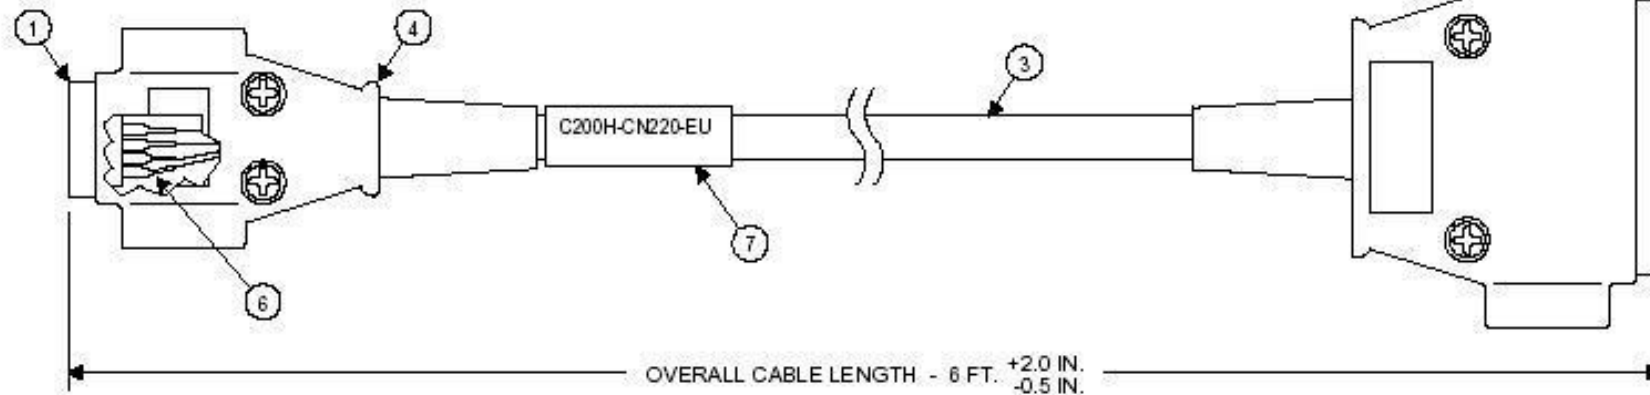 1
4
3
C200H-CN220-EU
7
6
OVERALL CABLE LENGTH - 6 FT. +2.0 IN.
-0.5 IN.